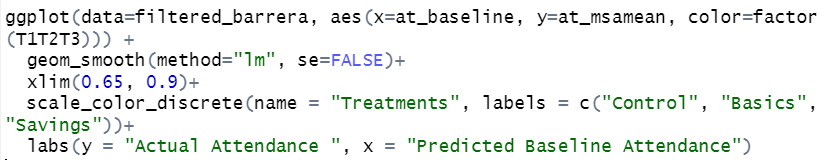 ggplot(data=filtered_barrera, aes(x=at_baseline, y=at_msamean, color=factor
(T1T2T3))) +
  geom_smooth(method="lm", se=FALSE)+
  xlim(0.65, 0.9)+
  scale_color_discrete(name = "Treatments", labels = c("Control", "Basics",
"Savings"))+
  labs(y = "Actual Attendance ", x = "Predicted Baseline Attendance")